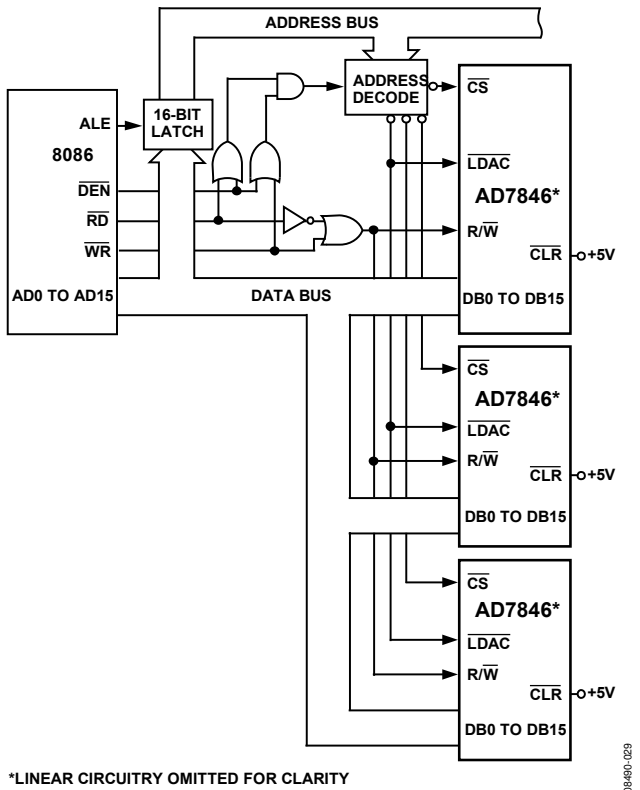 ADDRESS BUS
ALE
16-BIT
LATCH
8086
DEN
RD
WR
AD0 TO AD15
ADDRESS
DECODE
DATA BUS
CS
LDAC
AD7846*
R/W
CLR
+5V
DB0 TO DB15
CS
AD7846*
LDAC
R/W
CLR
+5V
DB0 TO DB15
CS
AD7846*
LDAC
R/W
CLR
+5V
DB0 TO DB15
*LINEAR CIRCUITRY OMITTED FOR CLARITY
08490-029